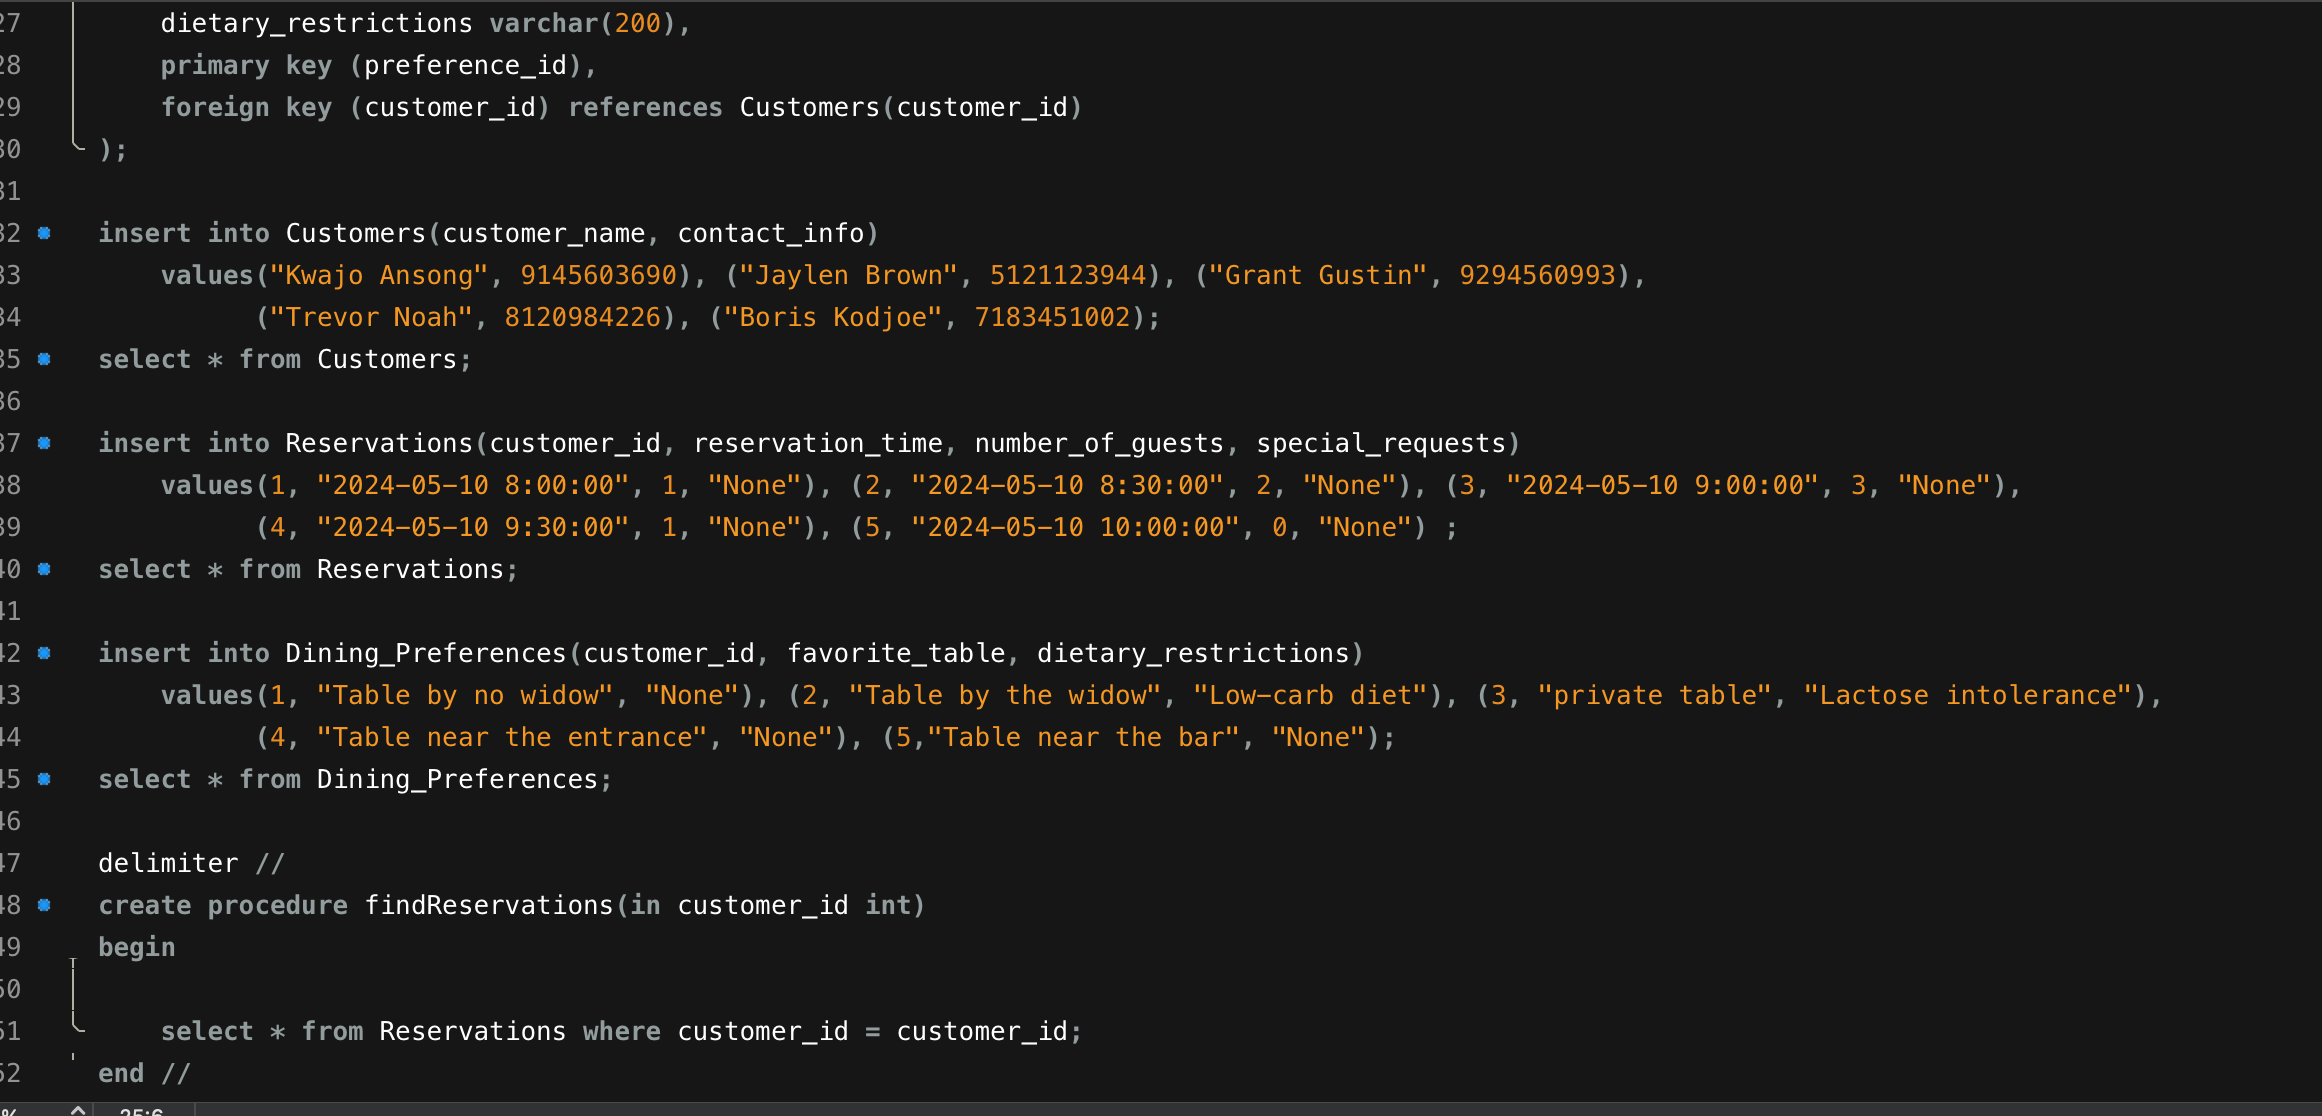 27 dietary_restrictions varchar(200),
28 primary key (preference_id),
29 foreign key (customer_id) references Customers(customer_id)
30 );
31
32 insert into Customers(customer_name, contact_info)
33 values("Kwajo Ansong", 9145603690), ("Jaylen Brown", 5121123944), ("Grant Gustin", 9294560993),
34 ("Trevor Noah", 8120984226), ("Boris Kodjoe", 7183451002);
35 select * from Customers;
36
37 insert into Reservations(customer_id, reservation_time, number_of_guests, special_requests)
38 values(1, "2024-05-10 8:00:00", 1, "None"), (2, "2024-05-10 8:30:00", 2, "None"), (3, "2024-05-10 9:00:00", 3, "None"),
39 (4, "2024-05-10 9:30:00", 1, "None"), (5, "2024-05-10 10:00:00", 0, "None") ;
40 select * from Reservations;
41
42 insert into Dining_Preferences(customer_id, favorite_table, dietary_restrictions)
43 values(1, "Table by no widow", "None"), (2, "Table by the widow", "Low-carb diet"), (3, "private table", "Lactose intolerance"),
44 (4, "Table near the entrance", "None"), (5,"Table near the bar", "None");
45 select * from Dining_Preferences;
46
47 delimiter //
48 create procedure findReservations(in customer_id int)
49 begin
50
51 select * from Reservations where customer_id = customer_id;
52 end //
% 25:6